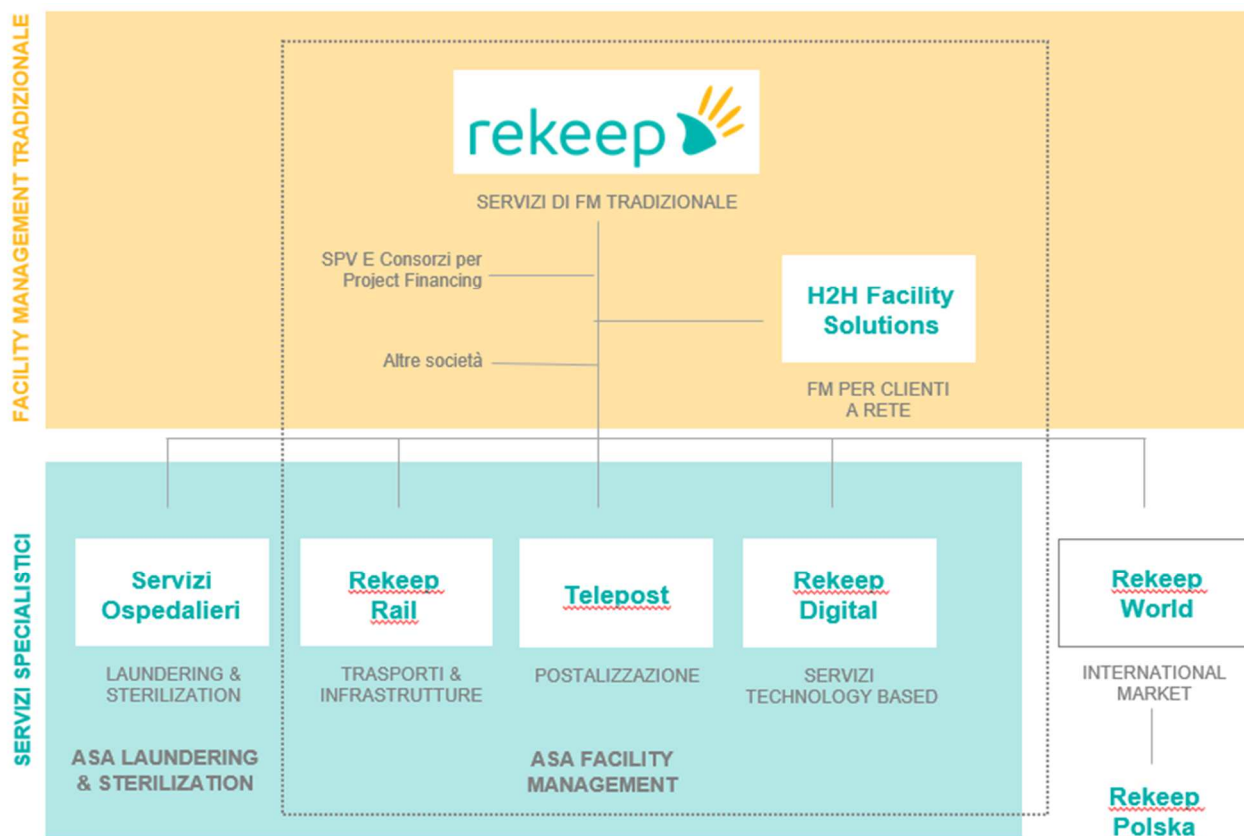 FACILITY MANAGEMENT TRADIZIONALE
rekeep
SERVIZI DI FM TRADIZIONALE
SPV E Consorzi per
Project Financing
H2H Facility
Solutions
Altre società
FM PER CLIENTI
A RETE
SERVIZI SPECIALISTICI
Servizi
Ospedalieri
LAUNDERING &
STERILIZATION
Rekeep
Rail
TRASPORTI &
INFRASTRUTTURE
Telepost
POSTALIZZAZIONE
Rekeep
Digital
SERVIZI
TECHNOLOGY BASED
Rekeep
World
INTERNATIONAL
MARKET
ASA LAUNDERING
& STERILIZATION
ASA FACILITY
MANAGEMENT
Rekeep
Polska